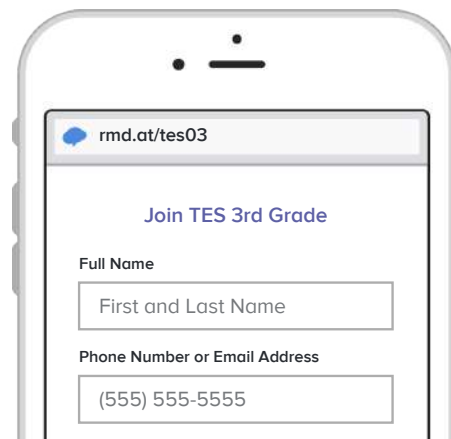 rmd.at/tes03
Join TES 3rd Grade
Full Name
First and Last Name
Phone Number or Email Address
(555) 555-5555